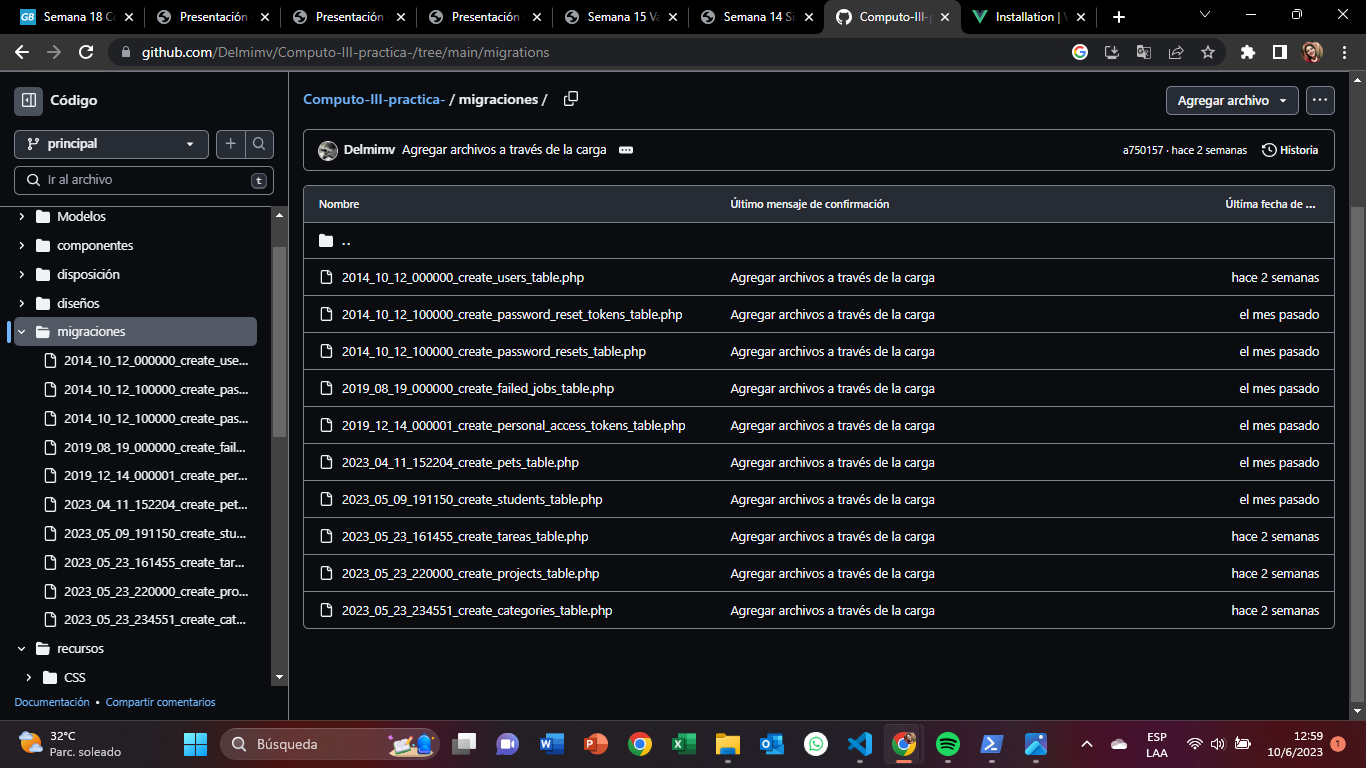 Semana 18 C
Presentación
Presentación
Presentación
Semana 15 Va
Semana 14 Si
Computo-III-p
Installation | V
github.com/Delmimv/Computo-III-practica-/tree/main/migrations
Código
principal
Ir al archivo
t
Modelos
componentes
disposición
diseños
migraciones
2014_10_12_000000_create_use...
2014_10_12_100000_create_pas...
2014_10_12_100000_create_pas...
2019_08_19_000000_create_fail...
2019_12_14_000001_create_per...
2023_04_11_152204_create_pet...
2023_05_09_191150_create_stu...
2023_05_23_161455_create_tar...
2023_05_23_220000_create_pro...
2023_05_23_234551_create_cat...
recursos
CSS
Documentación • Compartir comentarios
Computo-III-practica- / migraciones /
Agregar archivo
Delmimv Agregar archivos a través de la carga
a750157 · hace 2 semanas Historia
Nombre Último mensaje de confirmación Última fecha de ...
..
2014_10_12_000000_create_users_table.php Agregar archivos a través de la carga hace 2 semanas
2014_10_12_100000_create_password_reset_tokens_table.php Agregar archivos a través de la carga el mes pasado
2014_10_12_100000_create_password_resets_table.php Agregar archivos a través de la carga el mes pasado
2019_08_19_000000_create_failed_jobs_table.php Agregar archivos a través de la carga el mes pasado
2019_12_14_000001_create_personal_access_tokens_table.php Agregar archivos a través de la carga el mes pasado
2023_04_11_152204_create_pets_table.php Agregar archivos a través de la carga el mes pasado
2023_05_09_191150_create_students_table.php Agregar archivos a través de la carga el mes pasado
2023_05_23_161455_create_tareas_table.php Agregar archivos a través de la carga hace 2 semanas
2023_05_23_220000_create_projects_table.php Agregar archivos a través de la carga hace 2 semanas
2023_05_23_234551_create_categories_table.php Agregar archivos a través de la carga hace 2 semanas
32°C
Parc. soleado
Búsqueda
ESP
LAA
12:59
10/6/2023
1